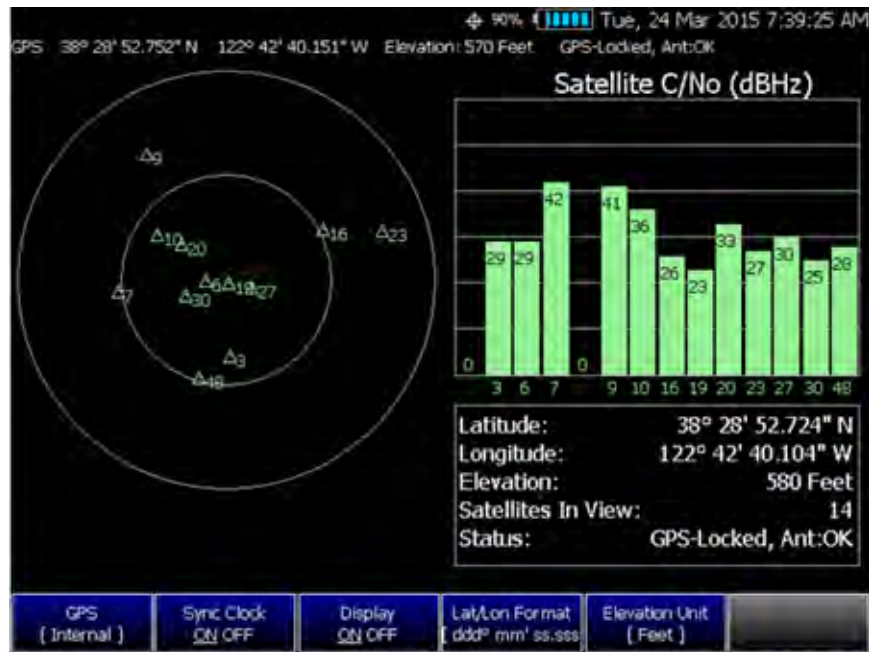 90% Tue, 24 Mar 2015 7:39:25 AM
GPS 38º 28' 52.752" N 122º 42' 40.151" W Elevation: 570 Feet GPS-Locked, Ant:OK
Satellite C/No (dBHz)
9
16
23
10
20
6
19
27
7
30
3
48
0 29 29 42 0 41 36 26 23 33 27 30 25 28
3 6 7 9 10 16 19 20 23 27 30 48
Latitude: 38º 28' 52.724" N
Longitude: 122º 42' 40.104" W
Elevation: 580 Feet
Satellites In View: 14
Status: GPS-Locked, Ant:OK
GPS
[ Internal ]
Sync Clock
ON OFF
Display
ON OFF
Lat/Lon Format
[ dddº mm' ss.sss
Elevation Unit
[ Feet ]